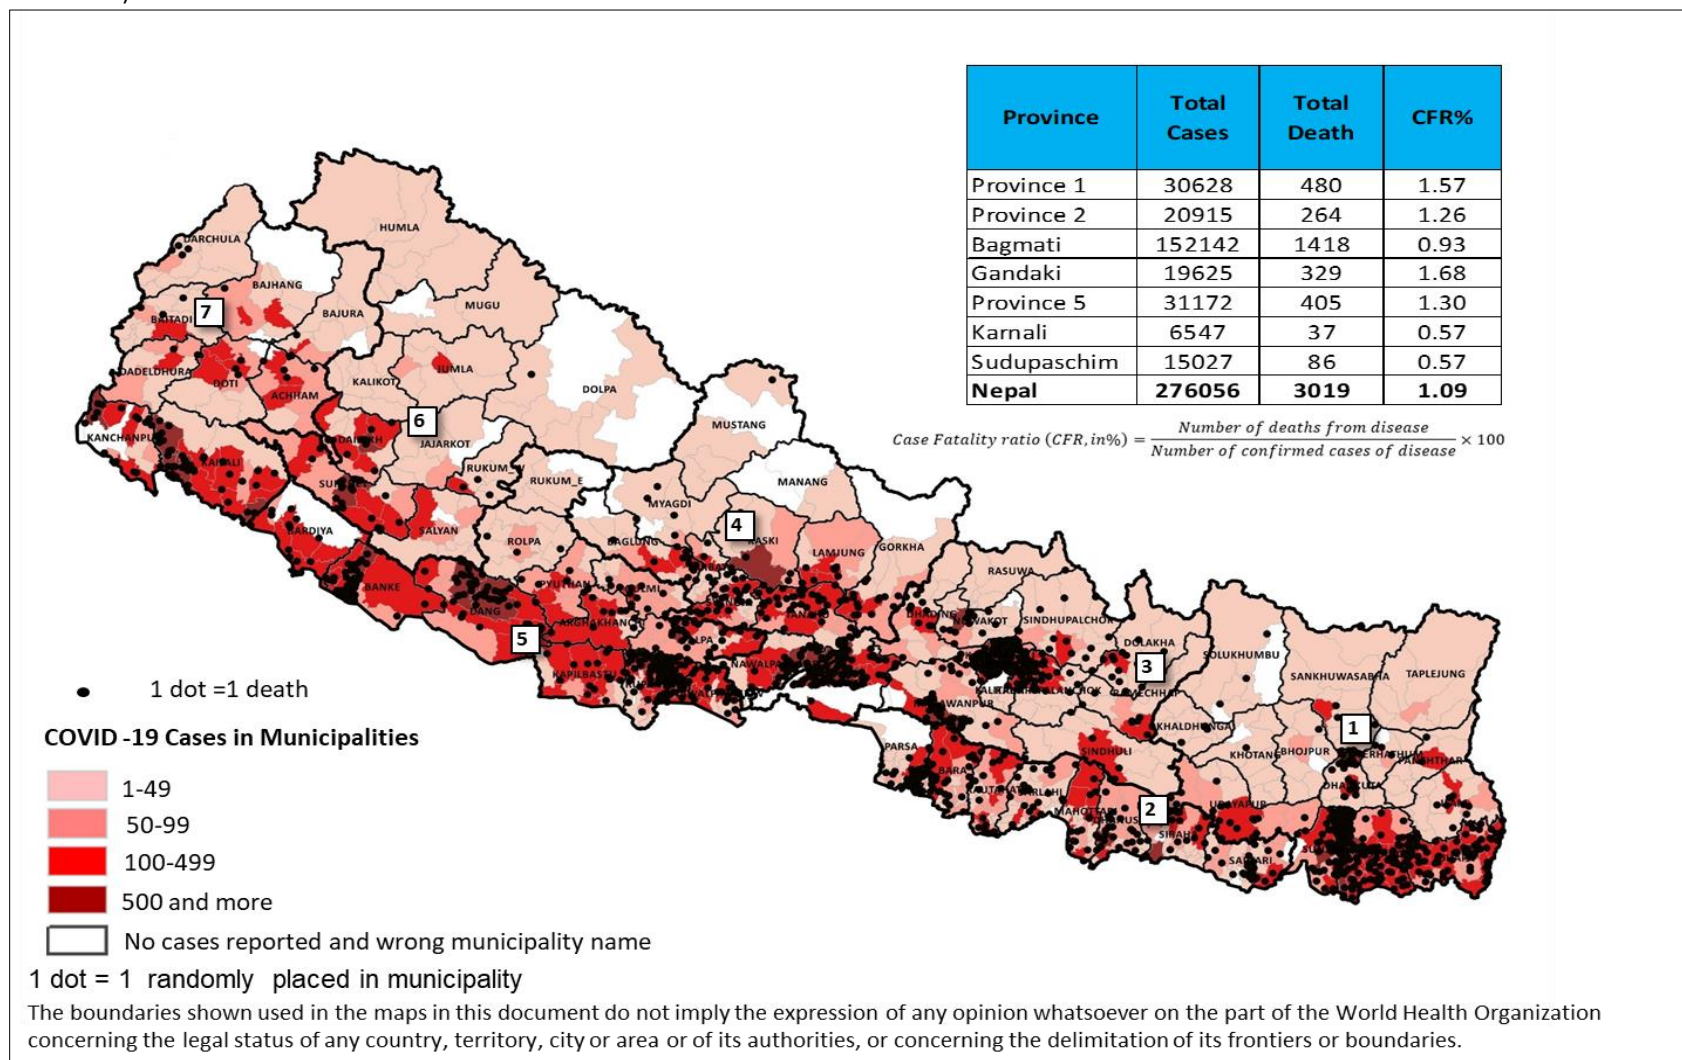 Province Total Cases Total Death CFR%
Province 1 30628 480 1.57
Province 2 20915 264 1.26
Bagmati 152142 1418 0.93
Gandaki 19625 329 1.68
Province 5 31172 405 1.30
Karnali 6547 37 0.57
Sudupaschim 15027 86 0.57
Nepal 276056 3019 1.09
Case Fatality ratio (CFR, in%) = Number of deaths from disease / Number of confirmed cases of disease × 100
HUMLA
DARCHULA
BAJHANG
MUGU
BAJURA
7
BAITADI
DADELDHURA
DOTI
JUMLA
KALIKOT
DOLPA
ACHHAM
6
MUSTANG
JAJARKOT
RUKUM_E
MANANG
MYAGDI
4
KASKI
SALYAN
ROLPA
BAGLUNG
LAMJUNG
GORKHA
RASUWA
BANKE
DANG
5
SINDHUPALCHOK
DOLAKHA
3
SOLUKHUMBU
SANKHUWASABHA
TAPLEJUNG
KAPILBASTU
1
KHOTANG
BHOJPUR
PARSA
BARA
SINDHULI
2
1 dot =1 death
COVID -19 Cases in Municipalities
1-49
50-99
100-499
500 and more
No cases reported and wrong municipality name
1 dot = 1 randomly placed in municipality
The boundaries shown used in the maps in this document do not imply the expression of any opinion whatsoever on the part of the World Health Organization
concerning the legal status of any country, territory, city or area or of its authorities, or concerning the delimitation of its frontiers or boundaries.